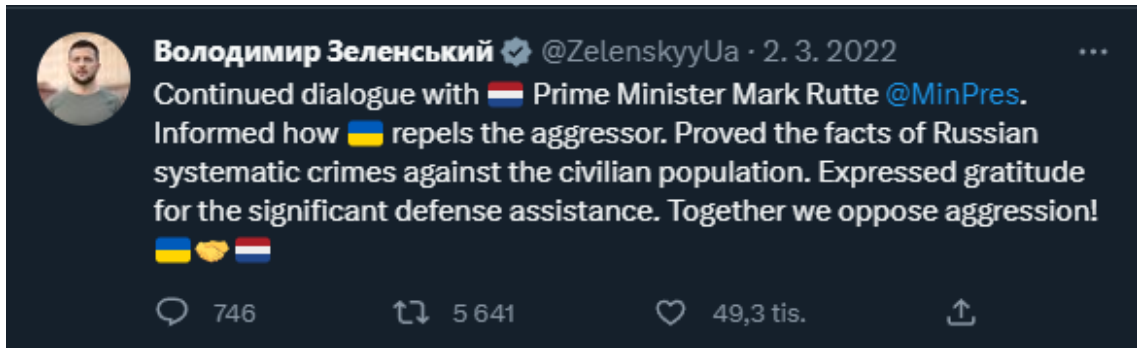 Володимир Зеленський @ZelenskyyUa · 2. 3. 2022
Continued dialogue with 🇳🇱 Prime Minister Mark Rutte @MinPres.
Informed how 🇺🇦 repels the aggressor. Proved the facts of Russian
systematic crimes against the civilian population. Expressed gratitude
for the significant defense assistance. Together we oppose aggression!
🇺🇦🤝🇳🇱
746 5 641 49,3 tis.